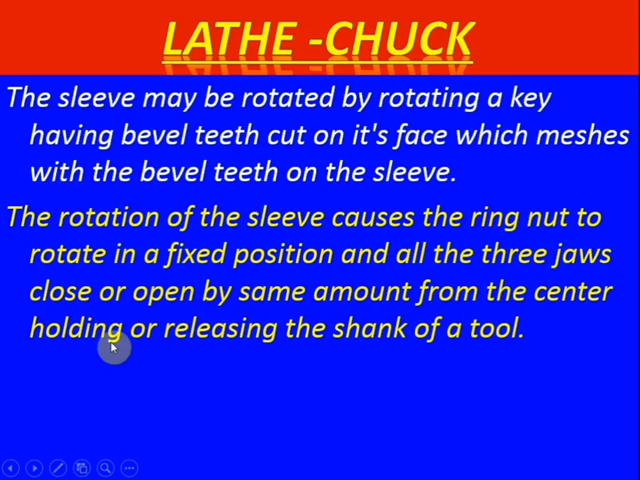 LATHE -CHUCK
The sleeve may be rotated by rotating a key
having bevel teeth cut on it's face which meshes
with the bevel teeth on the sleeve.
The rotation of the sleeve causes the ring nut to
rotate in a fixed position and all the three jaws
close or open by same amount from the center
holding or releasing the shank of a tool.